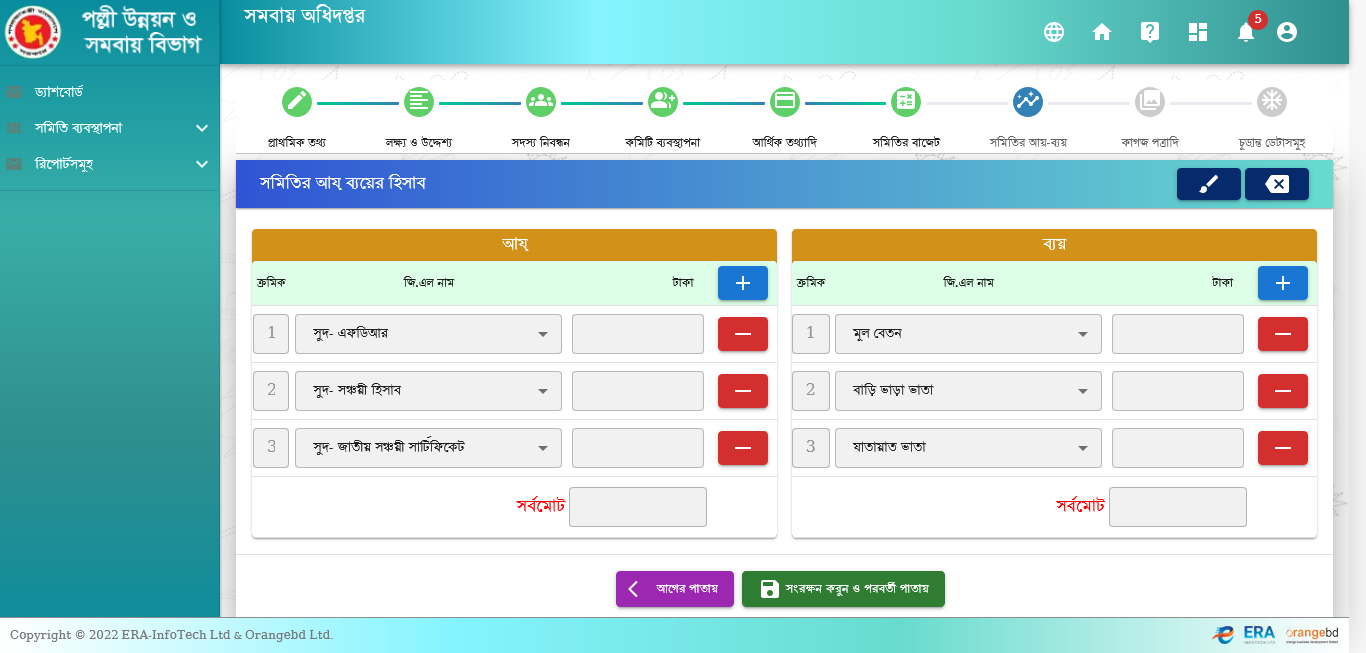 পল্লী উন্নয়ন ও
সমবায় বিভাগ
সমবায় অধিদপ্তর
5
ড্যাশবোর্ড
সমিতি ব্যবস্থাপনা
রিপোর্টসমুহ
প্রাথমিক তথ্য
লক্ষ্য ও উদ্দেশ্য
সদস্য নিবন্ধন
কমিটি ব্যবস্থাপনা
আর্থিক তথ্যাদি
সমিতির বাজেট
সমিতির আয়-ব্যয়
কাগজ পত্রাদি
চুড়ান্ত ডেটাসমূহ
সমিতির আয় ব্যয়ের হিসাব
আয়
ক্রমিক জি.এল নাম টাকা
1 সুদ- এফডিআর
2 সুদ- সঞ্চয়ী হিসাব
3 সুদ- জাতীয় সঞ্চয়ী সার্টিফিকেট
সর্বমোট
ব্যয়
ক্রমিক জি.এল নাম টাকা
1 মূল বেতন
2 বাড়ি ভাড়া ভাতা
3 যাতায়াত ভাতা
সর্বমোট
আগের পাতায়
সংরক্ষন করুন ও পরবর্তী পাতায়
Copyright © 2022 ERA-InfoTech Ltd & Orangebd Ltd.
ERA
INFOTECH LTD
orangebd